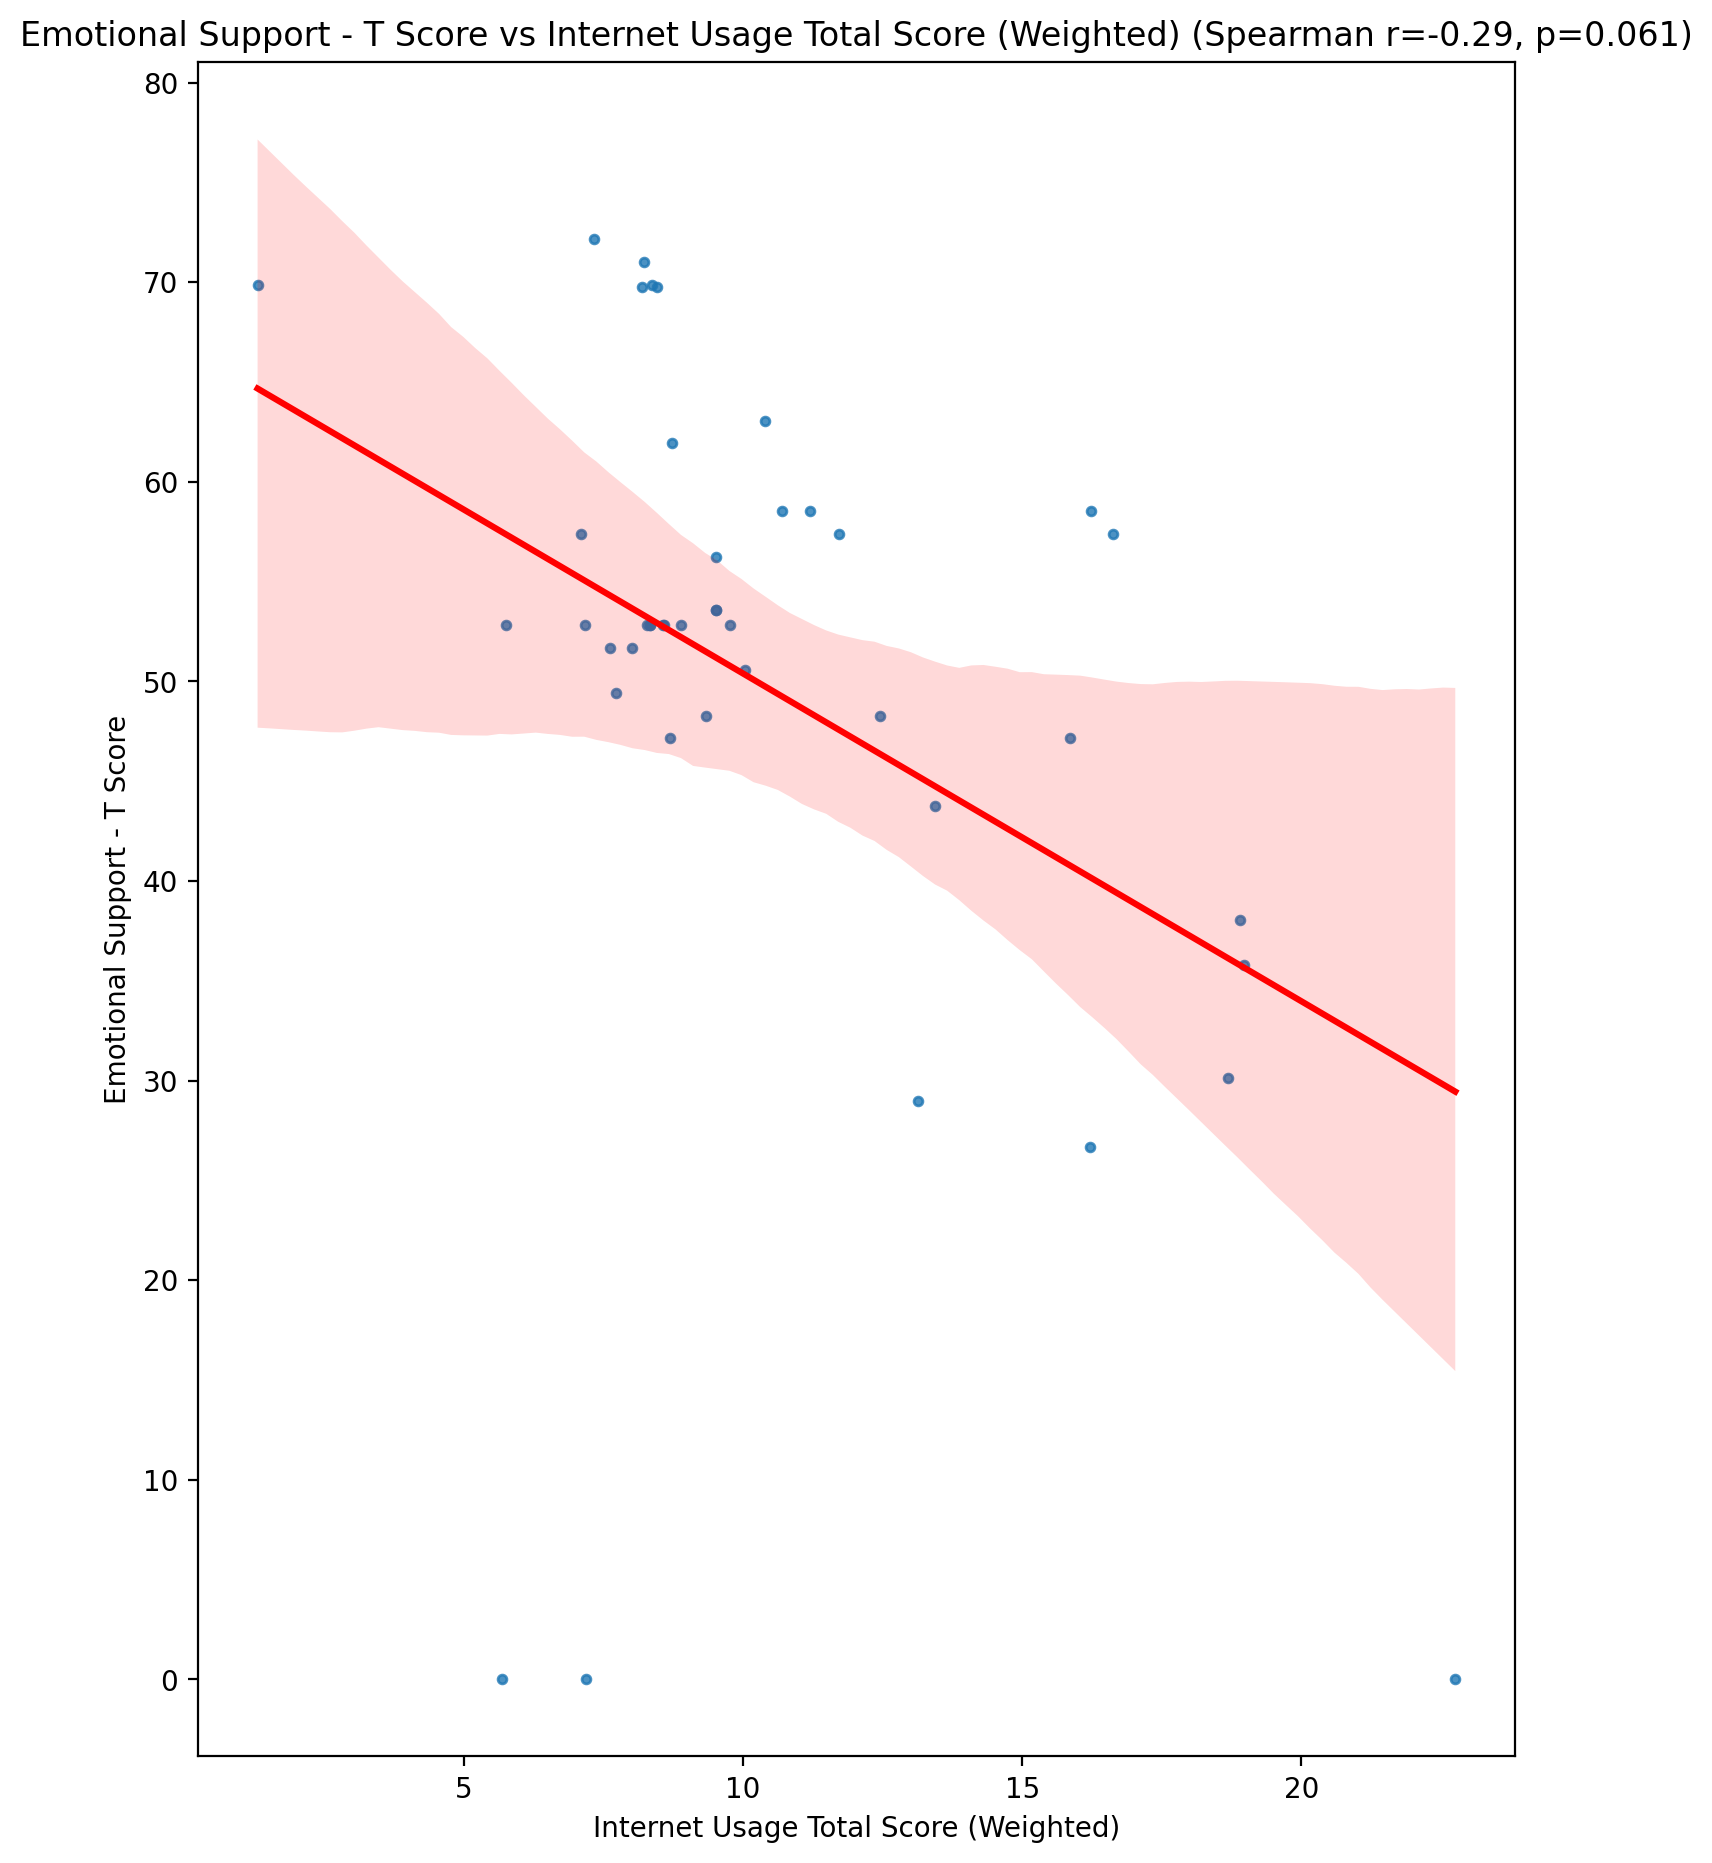 Emotional Support - T Score vs Internet Usage Total Score (Weighted) (Spearman r=-0.29, p=0.061)
80
70
60
50
40
30
20
10
0
Emotional Support - T Score
5 10 15 20
Internet Usage Total Score (Weighted)